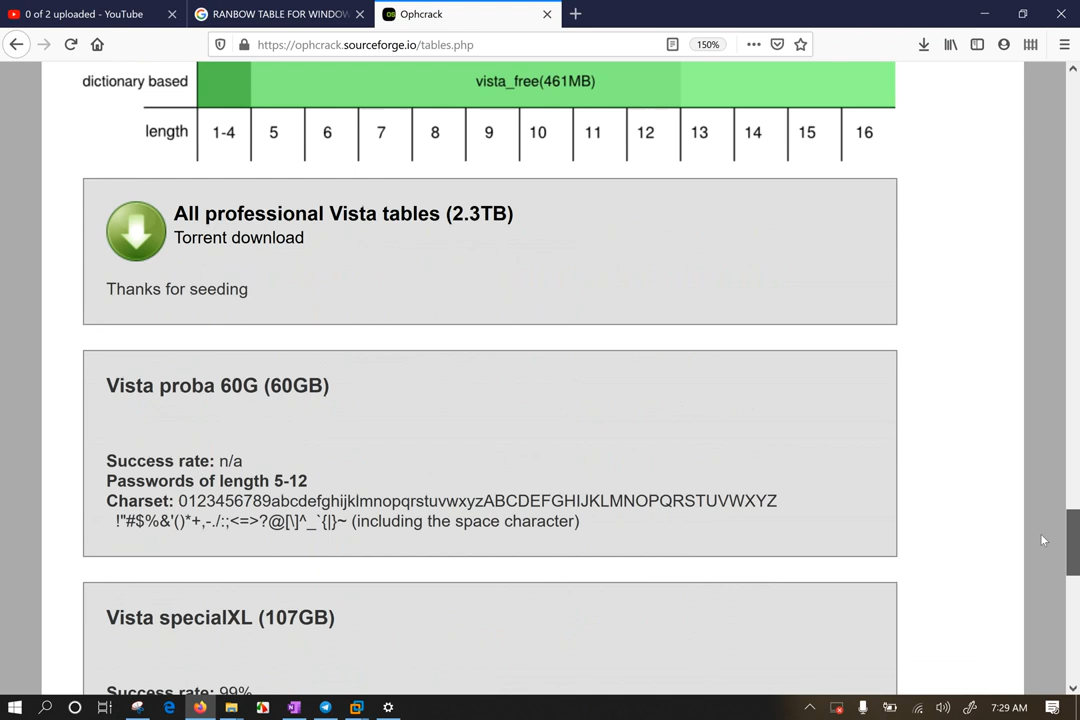 0 of 2 uploaded - YouTube
RANBOW TABLE FOR WINDOW
Ophcrack
https://ophcrack.sourceforge.io/tables.php
150%
dictionary based
vista_free(461MB)
length 1-4 5 6 7 8 9 10 11 12 13 14 15 16
All professional Vista tables (2.3TB)
Torrent download
Thanks for seeding
Vista proba 60G (60GB)
Success rate: n/a
Passwords of length 5-12
Charset: 0123456789abcdefghijklmnopqrstuvwxyzABCDEFGHIJKLMNOPQRSTUVWXYZ
!"#$%&'()*+,-./:;<=>?@[\]^_`{|}~ (including the space character)
Vista specialXL (107GB)
Success rate: 99%
7:29 AM